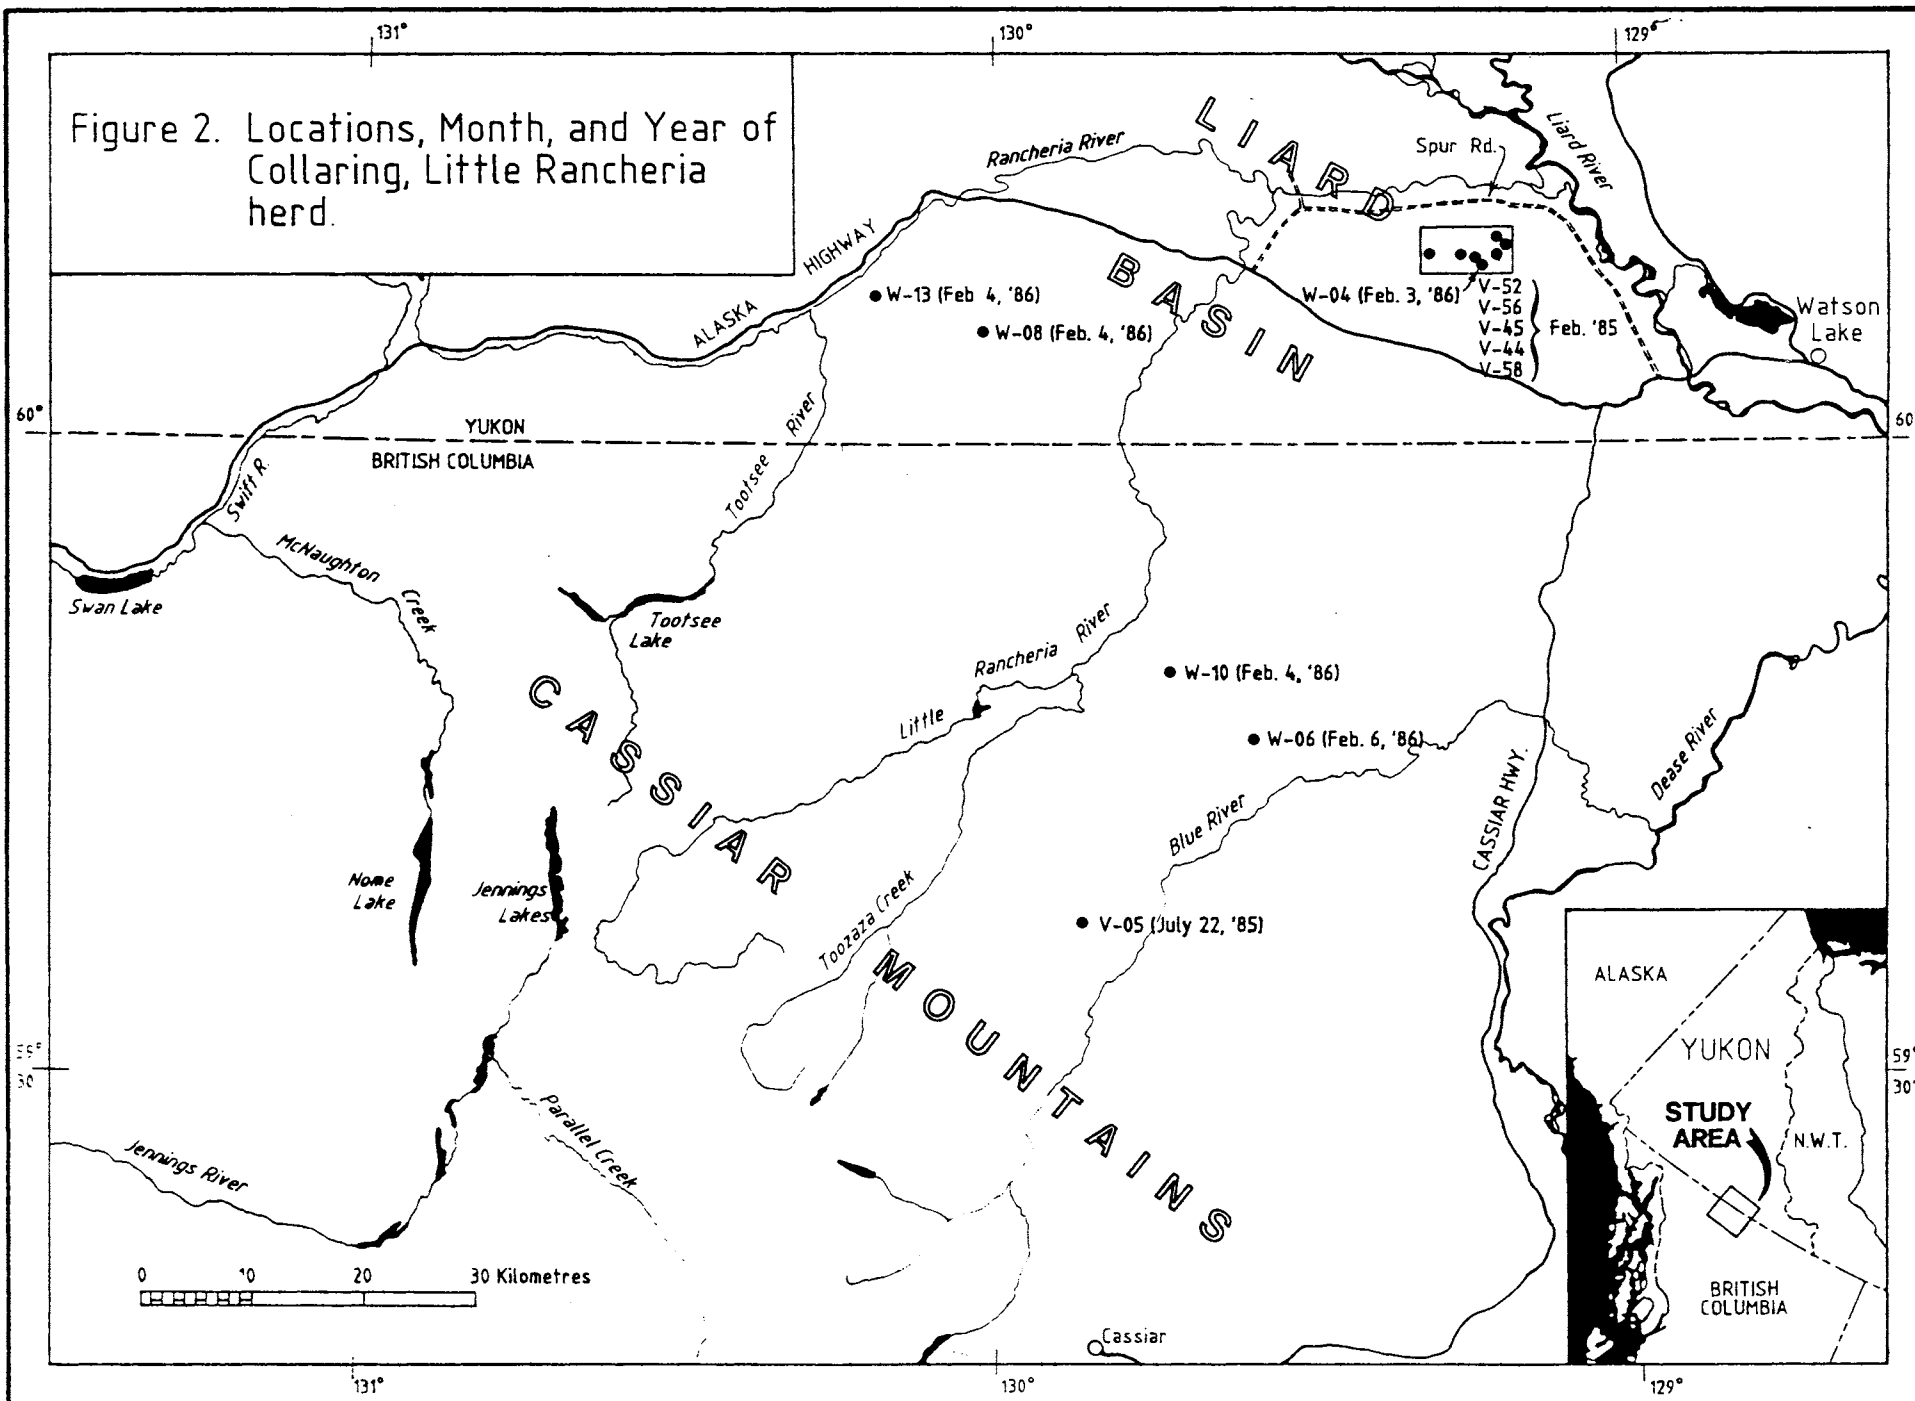 131°
130°
129°
Figure 2. Locations, Month, and Year of
Collaring, Little Rancheria
herd.
LIARD
BASIN
Rancheria River
Spur Rd.
Liard River
ALASKA HIGHWAY
W-13 (Feb 4, '86)
W-08 (Feb. 4, '86)
W-04 (Feb. 3, '86)
V-52
V-56
V-45
V-44
V-58
Feb. '85
Watson
Lake
60°
60
YUKON
BRITISH COLUMBIA
Swift R.
Tootsee River
McNaughton Creek
Swan Lake
Tootsee
Lake
Little Rancheria River
W-10 (Feb. 4, '86)
W-06 (Feb. 6, '86)
CASSIAR
MOUNTAINS
Dease River
CASSIAR HWY.
Blue River
Nome
Lake
Jennings
Lakes
Toozaza Creek
V-05 (July 22, '85)
30
59°
30'
Parallel Creek
Jennings River
0 10 20 30 Kilometres
Cassiar
ALASKA
YUKON
STUDY
AREA
N.W.T.
BRITISH
COLUMBIA
131°
130°
129°